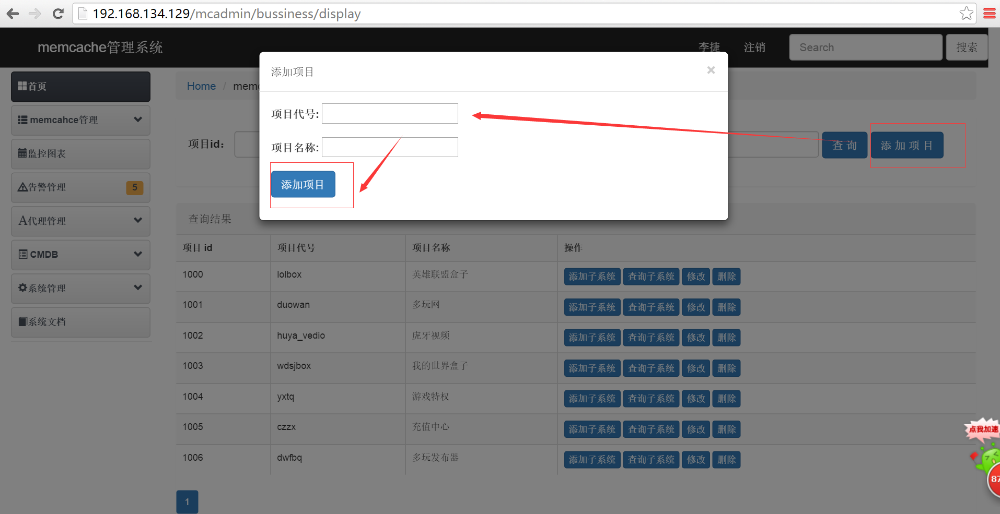 192.168.134.129/mcadmin/bussiness/display
memcache管理系统 李捷 注销 Search 搜索
添加项目 ×
项目代号:
项目名称:
添加项目
首页
memcahce管理
监控图表
告警管理 5
A代理管理
CMDB
系统管理
系统文档
Home /
项目id： 查 询 添 加 项 目
查询结果
项目 id 项目代号 项目名称 操作
1000 lolbox 英雄联盟盒子 添加子系统 查询子系统 修改 删除
1001 duowan 多玩网 添加子系统 查询子系统 修改 删除
1002 huya_vedio 虎牙视频 添加子系统 查询子系统 修改 删除
1003 wdsjbox 我的世界盒子 添加子系统 查询子系统 修改 删除
1004 yxtq 游戏特权 添加子系统 查询子系统 修改 删除
1005 czzx 充值中心 添加子系统 查询子系统 修改 删除
1006 dwfbq 多玩发布器 添加子系统 查询子系统 修改 删除
1
点我加速
87